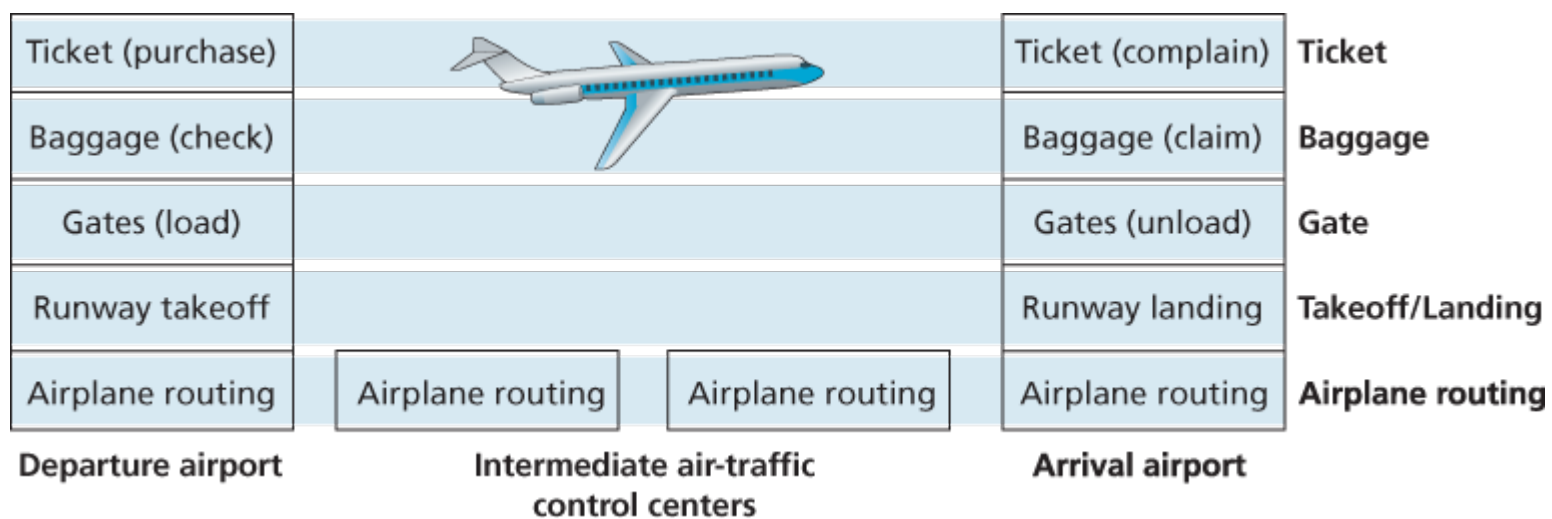 Ticket (purchase) Ticket (complain) Ticket
Baggage (check) Baggage (claim) Baggage
Gates (load) Gates (unload) Gate
Runway takeoff Runway landing Takeoff/Landing
Airplane routing Airplane routing Airplane routing Airplane routing Airplane routing
Departure airport Intermediate air-traffic Arrival airport
control centers